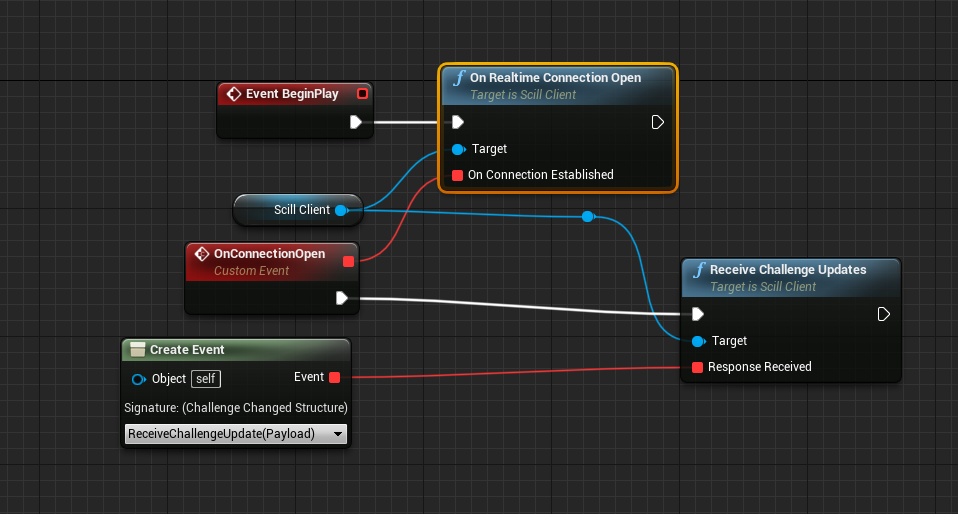 On Realtime Connection Open
Target is Scill Client
Event BeginPlay
Target
On Connection Established
Scill Client
OnConnectionOpen
Custom Event
Receive Challenge Updates
Target is Scill Client
Target
Response Received
Create Event
Object self Event
Signature: (Challenge Changed Structure)
ReceiveChallengeUpdate(Payload)